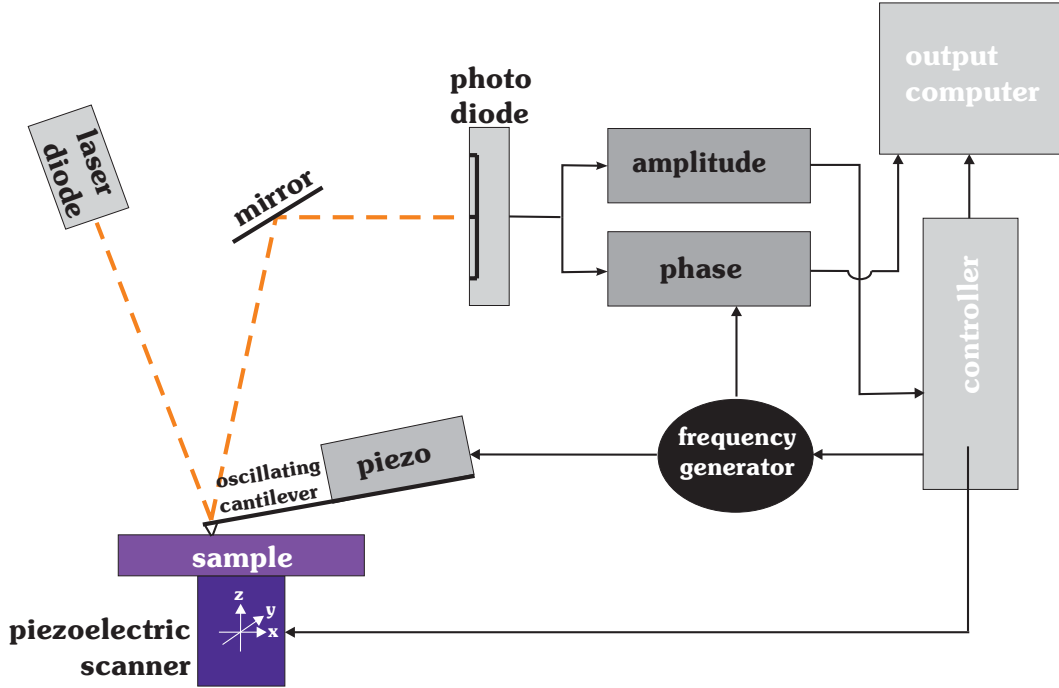 output
computer
photo
diode
laser
diode
mirror
amplitude
phase
controller
frequency
generator
oscillating
cantilever
piezo
sample
z
y
x
piezoelectric
scanner